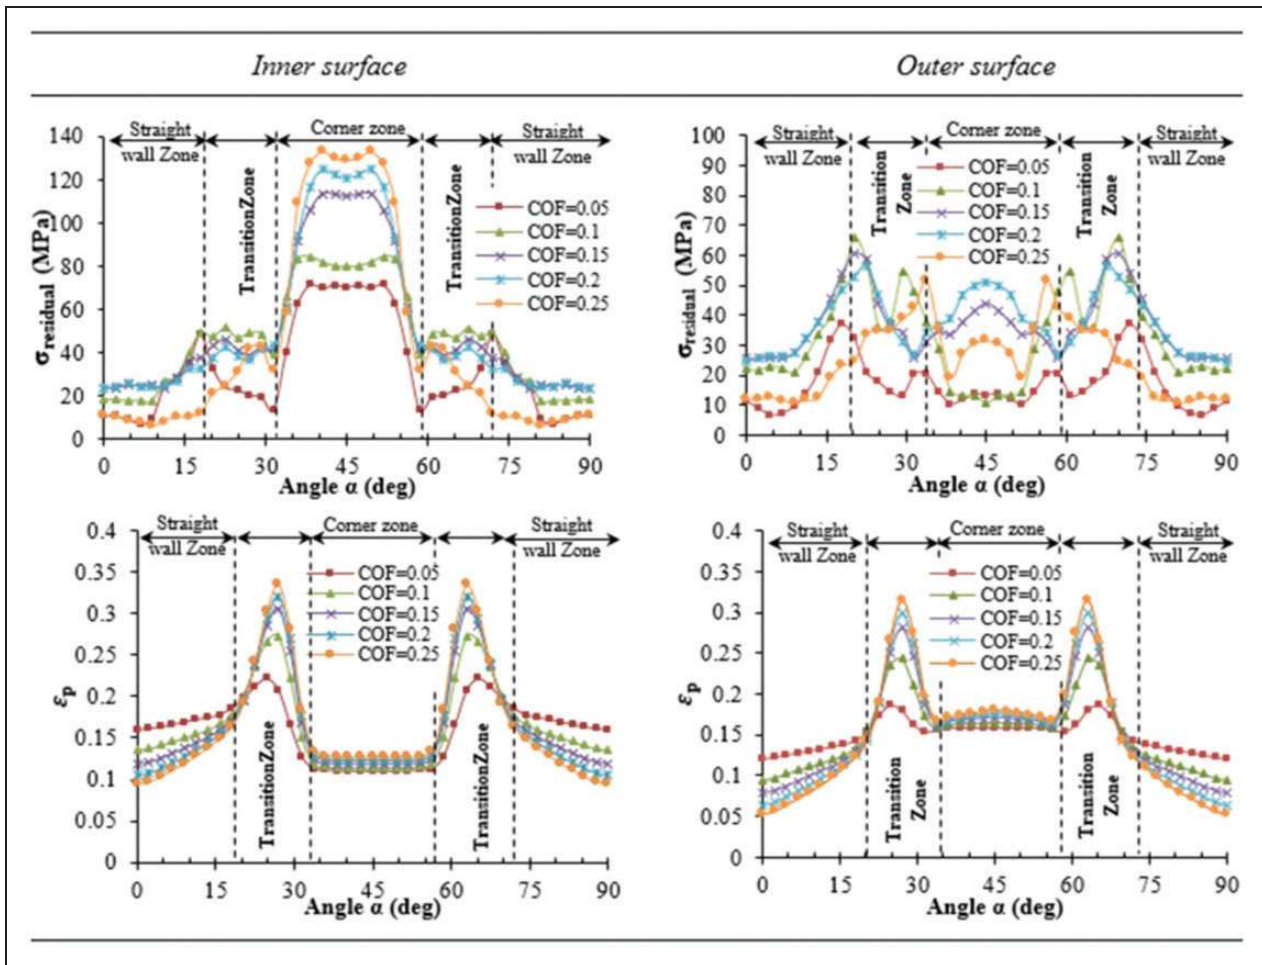 Inner surface
Outer surface
Straight
wall Zone
Corner zone
Straight
wall Zone
TransitionZone
TransitionZone
COF=0.05
COF=0.1
COF=0.15
COF=0.2
COF=0.25
σresidual (MPa)
140
120
100
80
60
40
20
0
0 15 30 45 60 75 90
Angle α (deg)
Straight
wall Zone
Corner zone
Straight
wall Zone
Transition
Zone
Transition
Zone
COF=0.05
COF=0.1
COF=0.15
COF=0.2
COF=0.25
σresidual (MPa)
100
90
80
70
60
50
40
30
20
10
0
0 15 30 45 60 75 90
Angle α (deg)
Straight
wall Zone
Corner zone
Straight
wall Zone
COF=0.05
COF=0.1
COF=0.15
COF=0.2
COF=0.25
TransitionZone
TransitionZone
εp
0.4
0.35
0.3
0.25
0.2
0.15
0.1
0.05
0
0 15 30 45 60 75 90
Angle α (deg)
Straight
wall Zone
Corner zone
Straight
wall Zone
COF=0.05
COF=0.1
COF=0.15
COF=0.2
COF=0.25
Transition
Zone
Transition
Zone
εp
0.4
0.35
0.3
0.25
0.2
0.15
0.1
0.05
0
0 15 30 45 60 75 90
Angle α (deg)